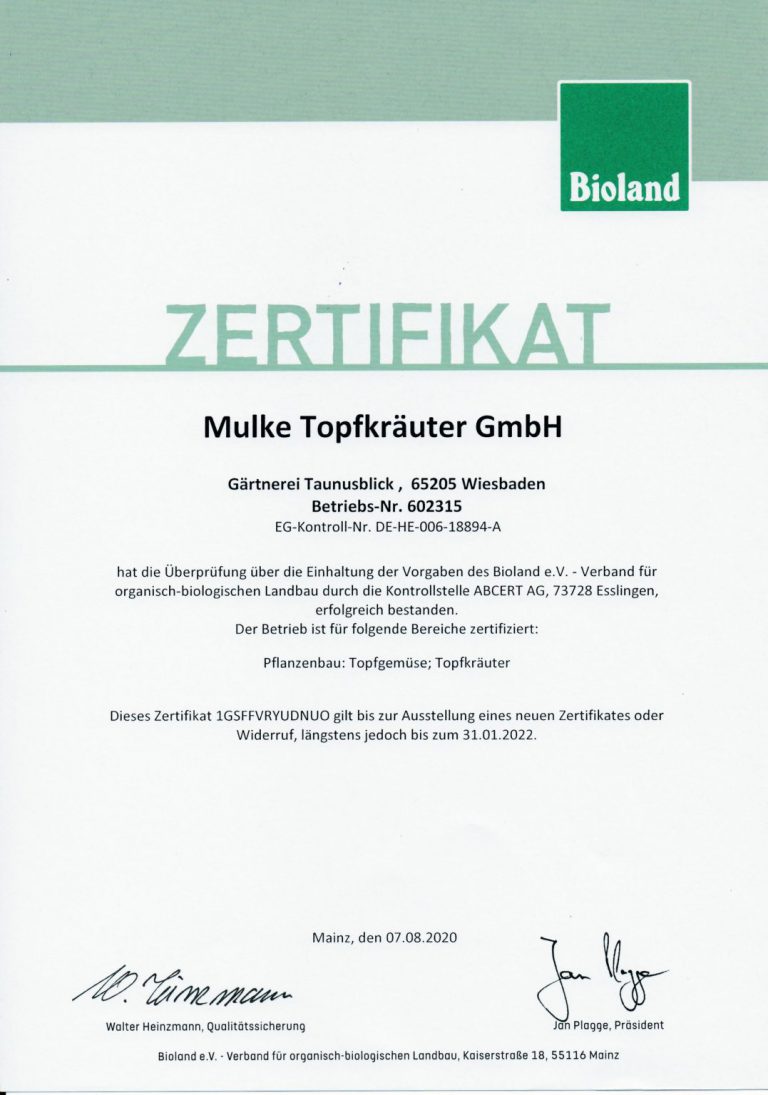 Bioland
ZERTIFIKAT
Mulke Topfkräuter GmbH
Gärtnerei Taunusblick , 65205 Wiesbaden
Betriebs-Nr. 602315
EG-Kontroll-Nr. DE-HE-006-18894-A
hat die Überprüfung über die Einhaltung der Vorgaben des Bioland e.V. - Verband für
organisch-biologischen Landbau durch die Kontrollstelle ABCERT AG, 73728 Esslingen,
erfolgreich bestanden.
Der Betrieb ist für folgende Bereiche zertifiziert:
Pflanzenbau: Topfgemüse; Topfkräuter
Dieses Zertifikat 1GSFFVRYUDNUO gilt bis zur Ausstellung eines neuen Zertifikates oder
Widerruf, längstens jedoch bis zum 31.01.2022.
Mainz, den 07.08.2020
W. Heinzmann Jan Plagge
Walter Heinzmann, Qualitätssicherung Jan Plagge, Präsident
Bioland e.V. - Verband für organisch-biologischen Landbau, Kaiserstraße 18, 55116 Mainz